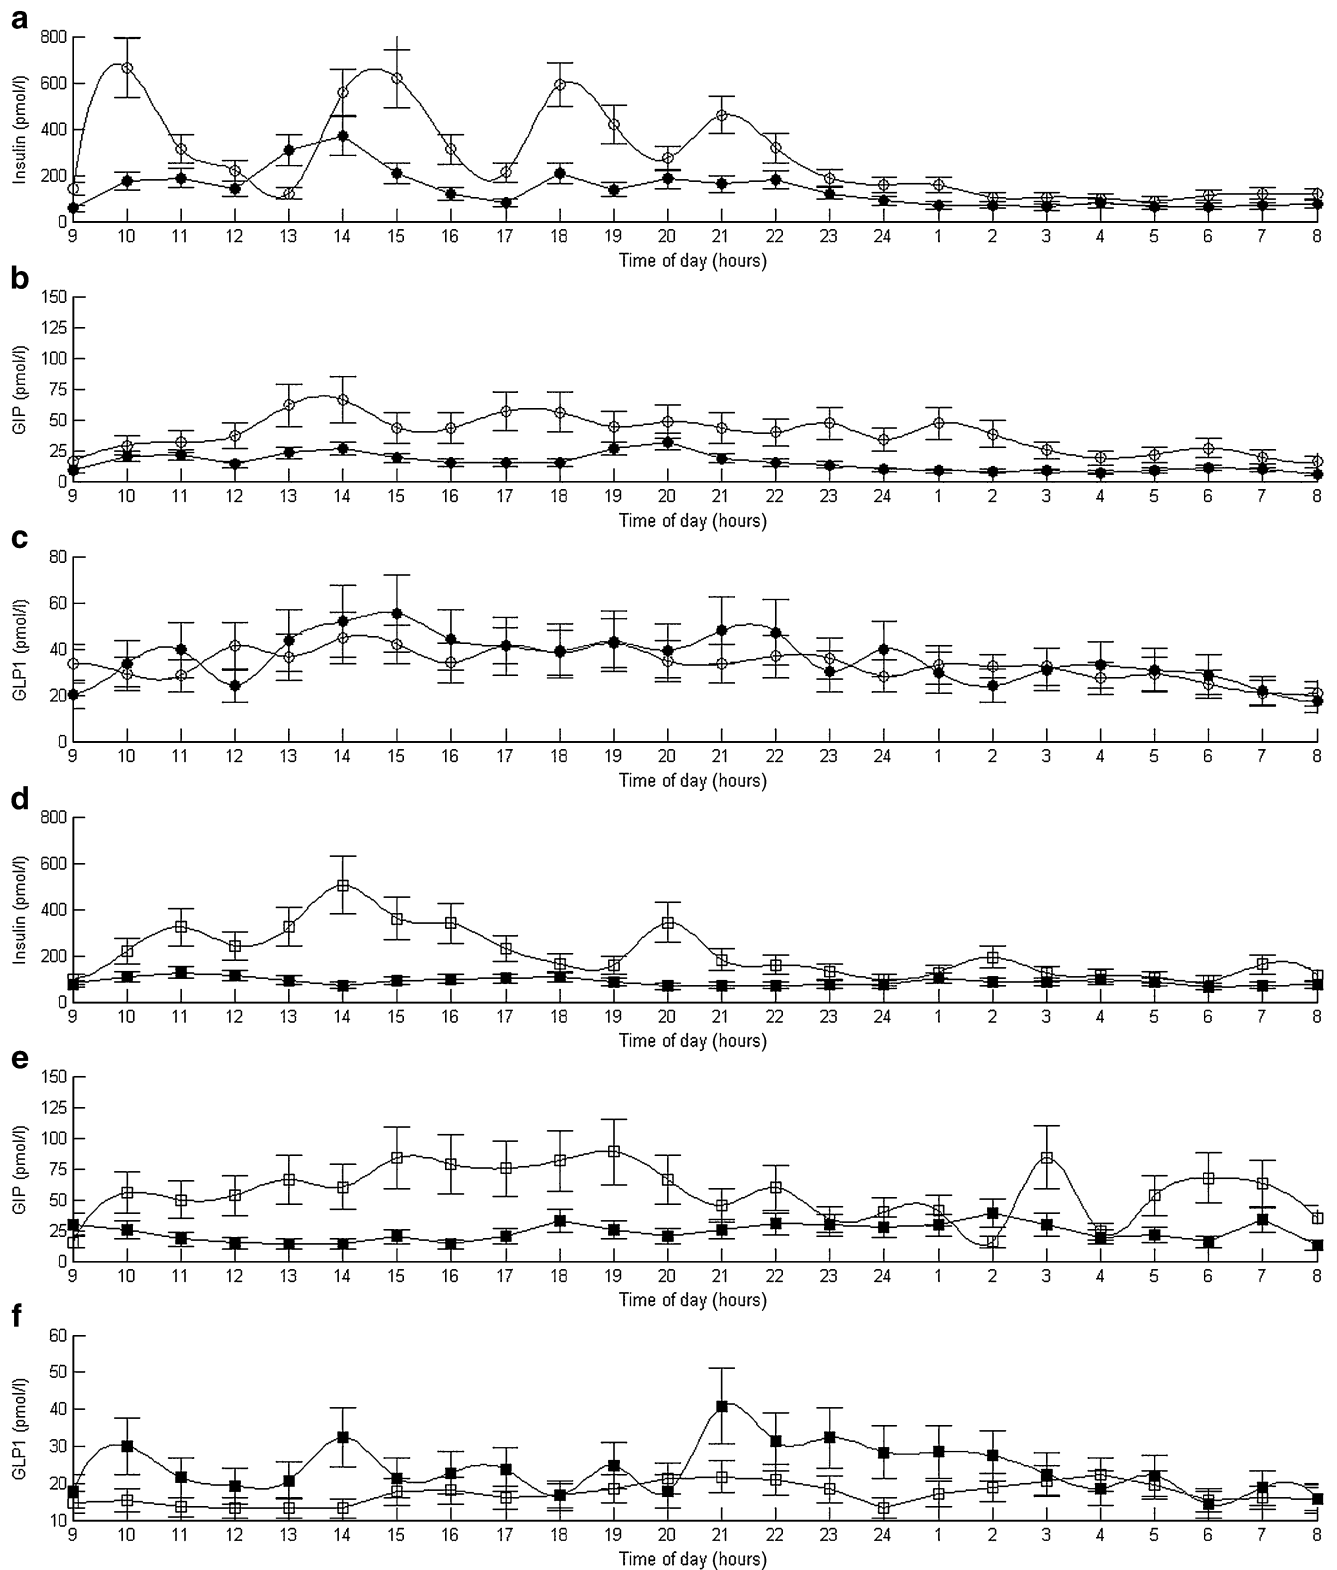 a
800
600
400
200
0
Insulin (pmol/l)
9 10 11 12 13 14 15 16 17 18 19 20 21 22 23 24 1 2 3 4 5 6 7 8
Time of day (hours)
b
150
125
100
75
50
25
0
GIP (pmol/l)
9 10 11 12 13 14 15 16 17 18 19 20 21 22 23 24 1 2 3 4 5 6 7 8
Time of day (hours)
c
80
60
40
20
0
GLP1 (pmol/l)
9 10 11 12 13 14 15 16 17 18 19 20 21 22 23 24 1 2 3 4 5 6 7 8
Time of day (hours)
d
800
600
400
200
0
Insulin (pmol/l)
9 10 11 12 13 14 15 16 17 18 19 20 21 22 23 24 1 2 3 4 5 6 7 8
Time of day (hours)
e
150
125
100
75
50
25
0
GIP (pmol/l)
9 10 11 12 13 14 15 16 17 18 19 20 21 22 23 24 1 2 3 4 5 6 7 8
Time of day (hours)
f
60
50
40
30
20
10
GLP1 (pmol/l)
9 10 11 12 13 14 15 16 17 18 19 20 21 22 23 24 1 2 3 4 5 6 7 8
Time of day (hours)